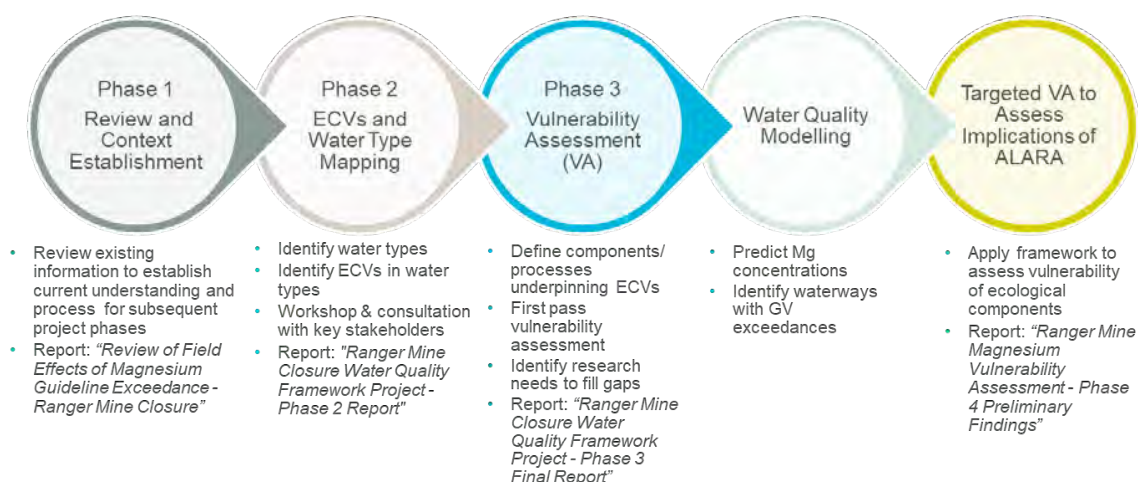 Phase 1
Review and
Context
Establishment
Phase 2
ECVs and
Water Type
Mapping
Phase 3
Vulnerability
Assessment
(VA)
Water Quality
Modelling
Targeted VA to
Assess
Implications of
ALARA
• Review existing
information to establish
current understanding and
process for subsequent
project phases
• Report: “Review of Field
Effects of Magnesium
Guideline Exceedance -
Ranger Mine Closure”
• Identify water types
• Identify ECVs in water
types
• Workshop & consultation
with key stakeholders
• Report: "Ranger Mine
Closure Water Quality
Framework Project -
Phase 2 Report"
• Define components/
processes
underpinning ECVs
• First pass
vulnerability
assessment
• Identify research
needs to fill gaps
• Report: “Ranger Mine
Closure Water
Quality Framework
Project - Phase 3
Final Report”
• Predict Mg
concentrations
• Identify waterways
with GV
exceedances
• Apply framework to
assess vulnerability
of ecological
components
• Report: “Ranger Mine
Magnesium
Vulnerability
Assessment - Phase
4 Preliminary
Findings”